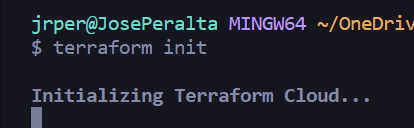 jrper@JosePeralta MINGW64 ~/OneDriv
$ terraform init
Initializing Terraform Cloud...